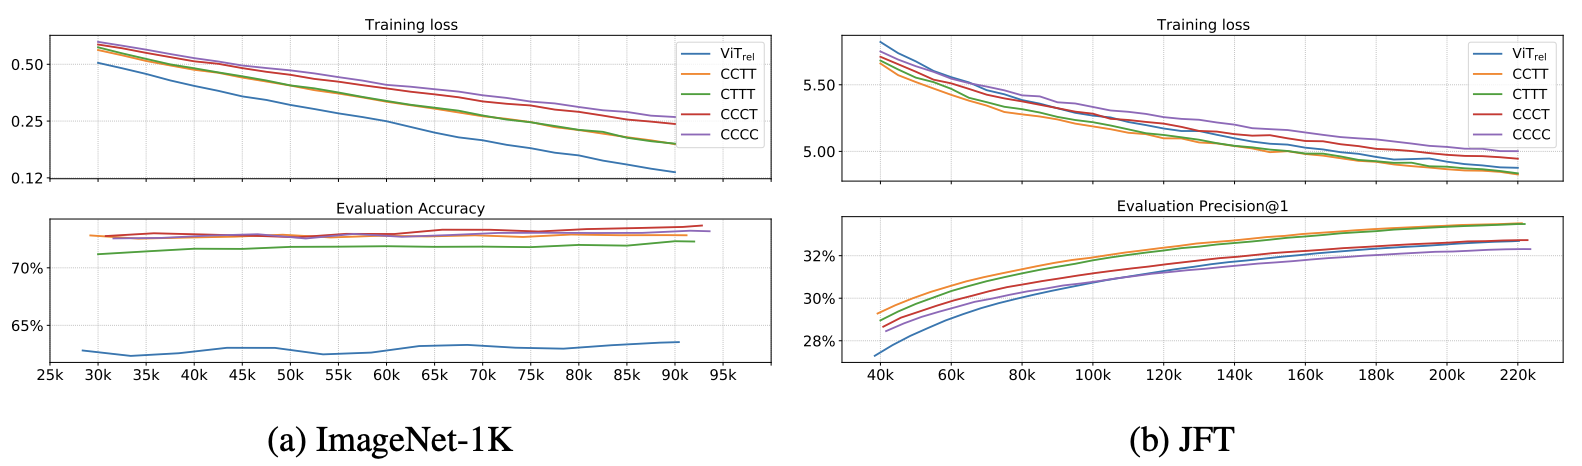 Training loss
0.50
0.25
0.12
ViTrel
CCTT
CTTT
CCCT
CCCC
Evaluation Accuracy
70%
65%
25k 30k 35k 40k 45k 50k 55k 60k 65k 70k 75k 80k 85k 90k 95k
(a) ImageNet-1K
Training loss
5.50
5.00
ViTrel
CCTT
CTTT
CCCT
CCCC
Evaluation Precision@1
32%
30%
28%
40k 60k 80k 100k 120k 140k 160k 180k 200k 220k
(b) JFT